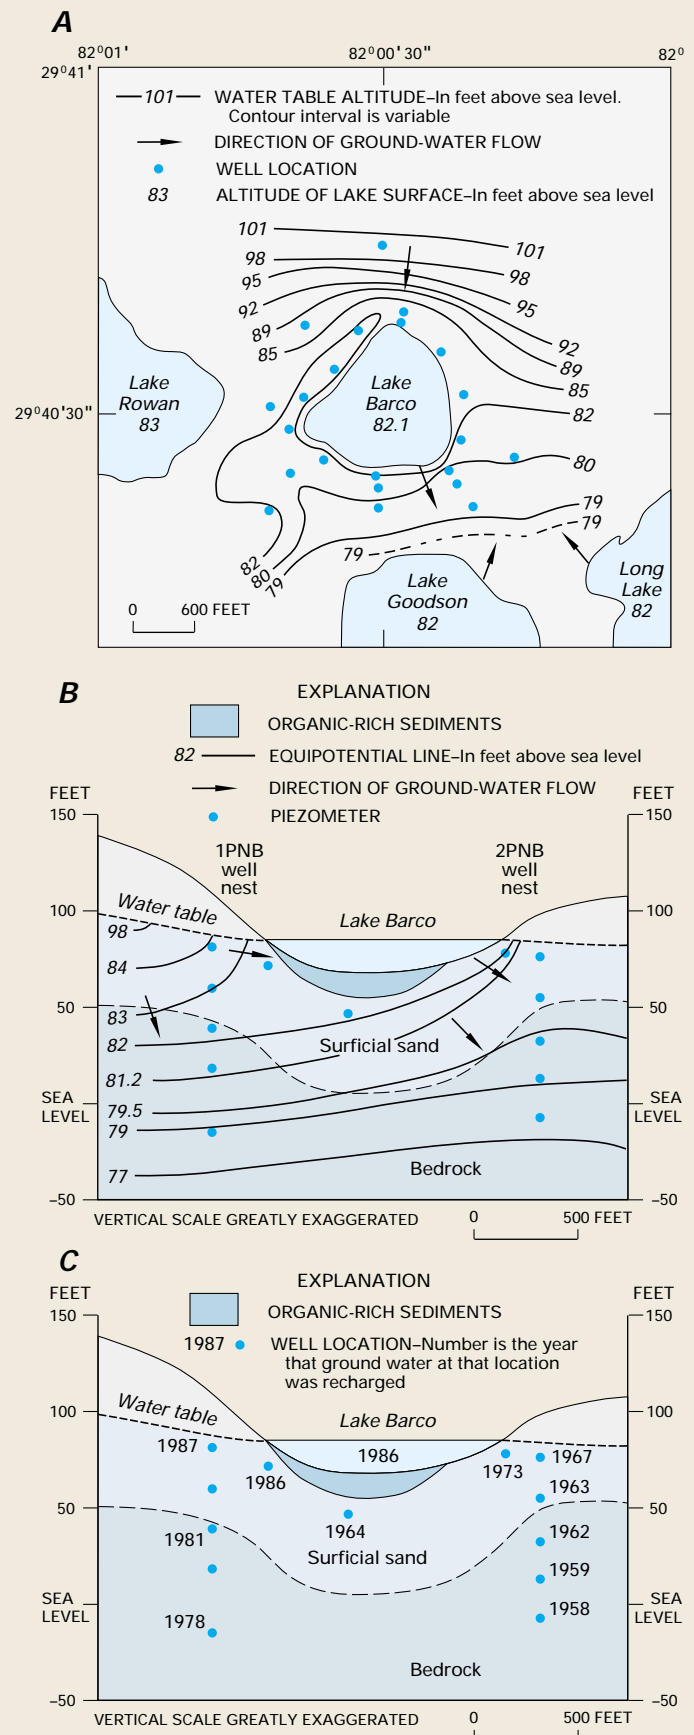 A
82°01' 82°00'30" 82°
29°41'
—101— WATER TABLE ALTITUDE–In feet above sea level.
Contour interval is variable
DIRECTION OF GROUND-WATER FLOW
WELL LOCATION
83 ALTITUDE OF LAKE SURFACE–In feet above sea level
101
101
98
98
95
95
92
92
89
89
85
85
Lake
Rowan
83
Lake
Barco
82.1
29°40'30"
82
80
79
79
79
82
80
79
Lake
Goodson
82
Long
Lake
82
0 600 FEET
B
EXPLANATION
ORGANIC-RICH SEDIMENTS
82 —— EQUIPOTENTIAL LINE–In feet above sea level
DIRECTION OF GROUND-WATER FLOW
PIEZOMETER
FEET FEET
150 150
1PNB
well
nest
2PNB
well
nest
Water table
Lake Barco
100 100
98
84
50 50
83
82
Surficial sand
81.2
SEA
LEVEL
SEA
LEVEL
79.5
79
77
Bedrock
–50 –50
VERTICAL SCALE GREATLY EXAGGERATED
0 500 FEET
C
EXPLANATION
FEET FEET
150 150
ORGANIC-RICH SEDIMENTS
1987 WELL LOCATION–Number is the year
that ground water at that location
was recharged
Water table
Lake Barco
100 100
1987
1986
1986
1973
1967
1963
50 50
1964
1981
1962
Surficial sand
1959
SEA
LEVEL
SEA
LEVEL
1958
1978
Bedrock
–50 –50
VERTICAL SCALE GREATLY EXAGGERATED
0 500 FEET